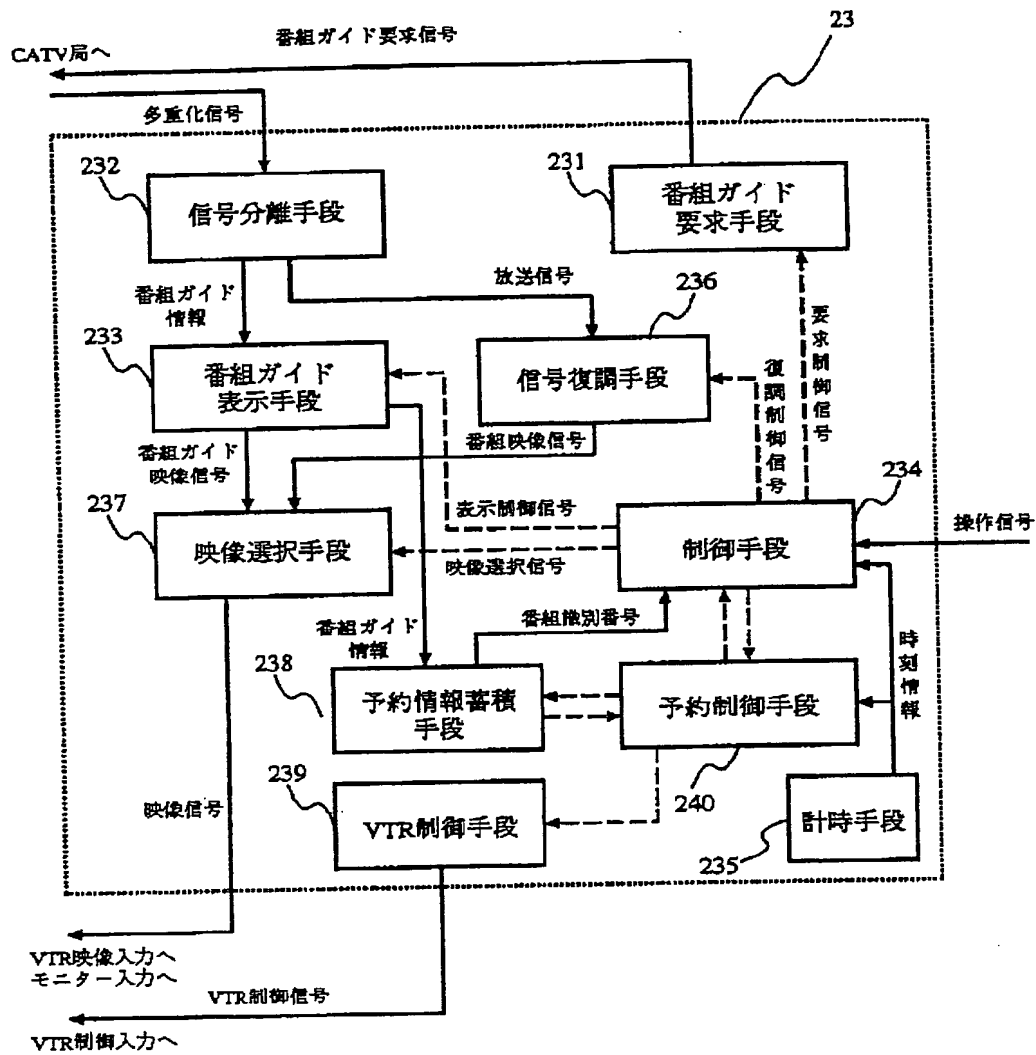 番組ガイド要求信号
23
CATV局へ
多重化信号
232
信号分離手段
231
番組ガイド
要求手段
番組ガイド
情報
放送信号
236
要求制御信号
233
番組ガイド
表示手段
信号復調手段
復調制御信号
番組ガイド
映像信号
番組映像信号
237
映像選択手段
表示制御信号
映像選択信号
234
制御手段
操作信号
番組ガイド
情報
番組識別番号
時刻情報
238
予約情報蓄積
手段
予約制御手段
240
239
VTR制御手段
映像信号
235
計時手段
VTR映像入力へ
モニター入力へ
VTR制御信号
VTR制御入力へ